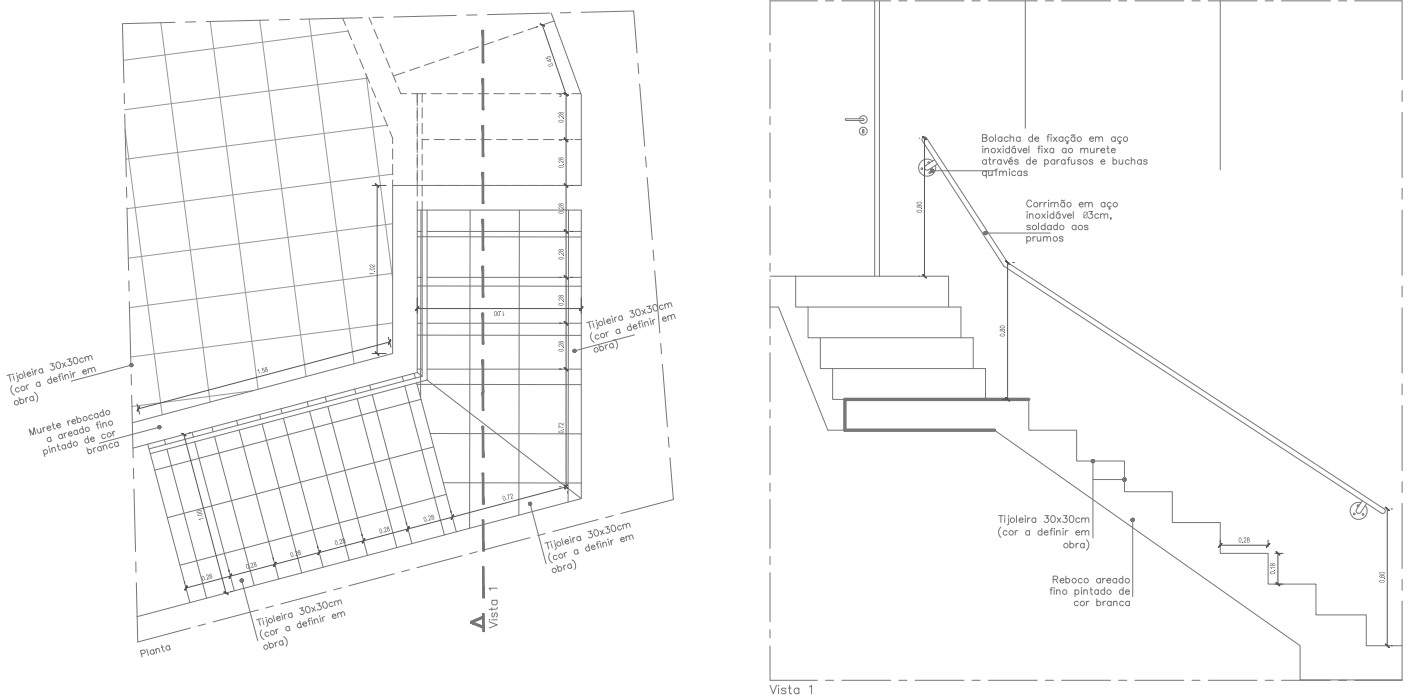 0,45
0,28
0,28
0,28
0,28
0,28
0,28
0,72
1,02
1,00
1,58
Tijoleira 30x30cm
(cor a definir em
obra)
Tijoleira 30x30cm
(cor a definir em
obra)
Murete rebocado
a areado fino
pintado de cor
branca
1,00
0,28
0,28
0,28
0,28
0,28
0,28
0,72
Tijoleira 30x30cm
(cor a definir em
obra)
Tijoleira 30x30cm
(cor a definir em
obra)
A
Vista 1
Planta
Bolacha de fixação em aço
inoxidável fixa ao murete
através de parafusos e buchas
químicas
Corrimão em aço
inoxidável Ø3cm,
soldado aos
prumos
0,80
0,80
Tijoleira 30x30cm
(cor a definir em
obra)
0,28
0,18
0,80
Reboco areado
fino pintado de
cor branca
Vista 1